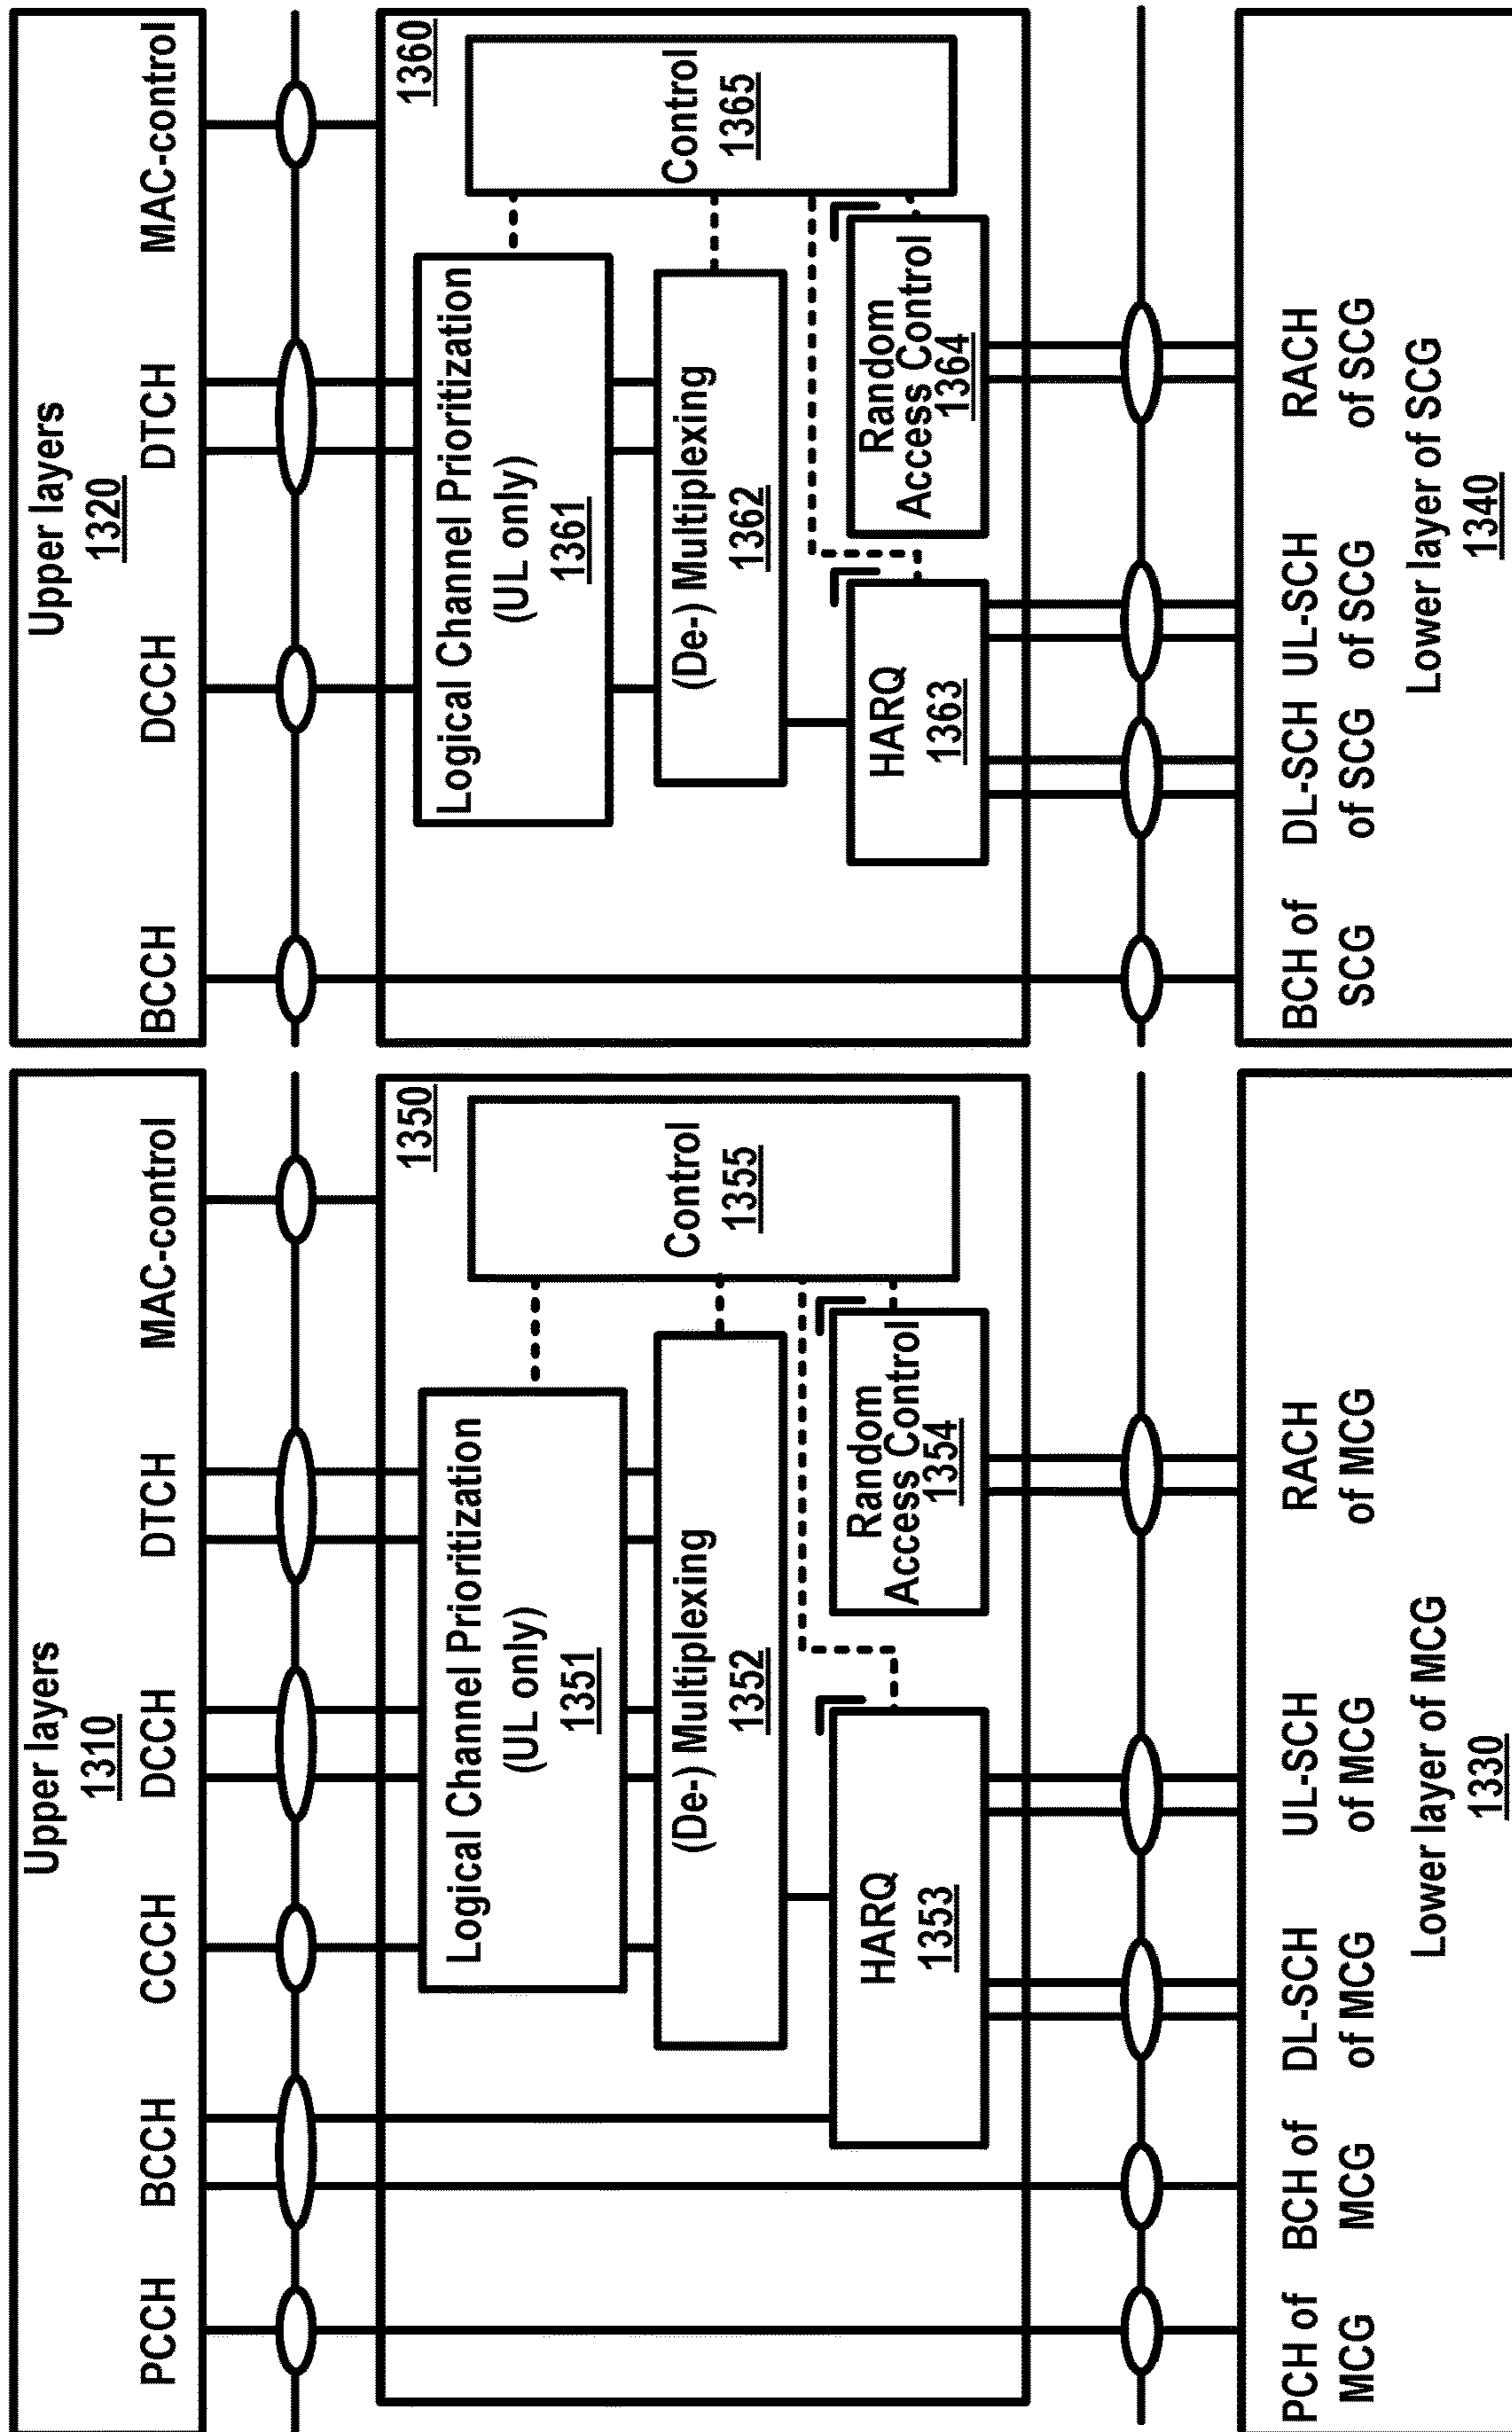 Upper layers
1310
PCCH
BCCH
CCCH
DCCH
DTCH
MAC-control
1350
Logical Channel Prioritization
(UL only)
1351
(De-) Multiplexing
1352
HARQ
1353
Random
Access Control
1354
Control
1355
PCH of
MCG
BCH of
MCG
DL-SCH
of MCG
UL-SCH
of MCG
RACH
of MCG
Lower layer of MCG
1330
Upper layers
1320
BCCH
DCCH
DTCH
MAC-control
1360
Logical Channel Prioritization
(UL only)
1361
(De-) Multiplexing
1362
HARQ
1363
Random
Access Control
1364
Control
1365
BCH of
SCG
DL-SCH
of SCG
UL-SCH
of SCG
RACH
of SCG
Lower layer of SCG
1340